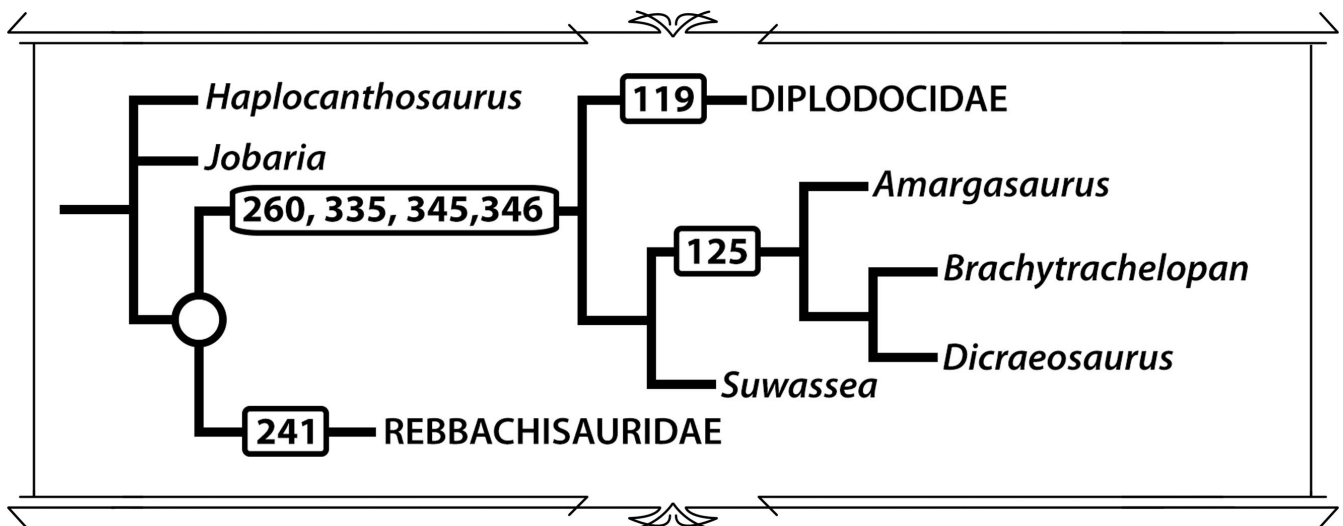 Haplocanthosaurus
119 DIPLODOCIDAE
Jobaria
Amargasaurus
260, 335, 345,346
125
Brachytrachelopan
Dicraeosaurus
Suwassea
241 REBBACHISAURIDAE